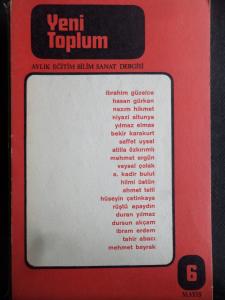 Yeni
Toplum
AYLIK EĞİTİM BİLİM SANAT DERGİSİ
ibrahim güzelce
hasan gürkan
nazım hikmet
niyazi altunya
yılmaz elmas
bekir karakurt
saffet uysal
atilla özkırımlı
mehmet ergün
veysel çolak
a. kadir bulut
hilmi üstün
ahmet telli
hüseyin çetinkaya
rüştü apaydın
duran yılmaz
dursun akçam
ibram erdem
tahir abacı
mehmet bayrak
6
MAYIS